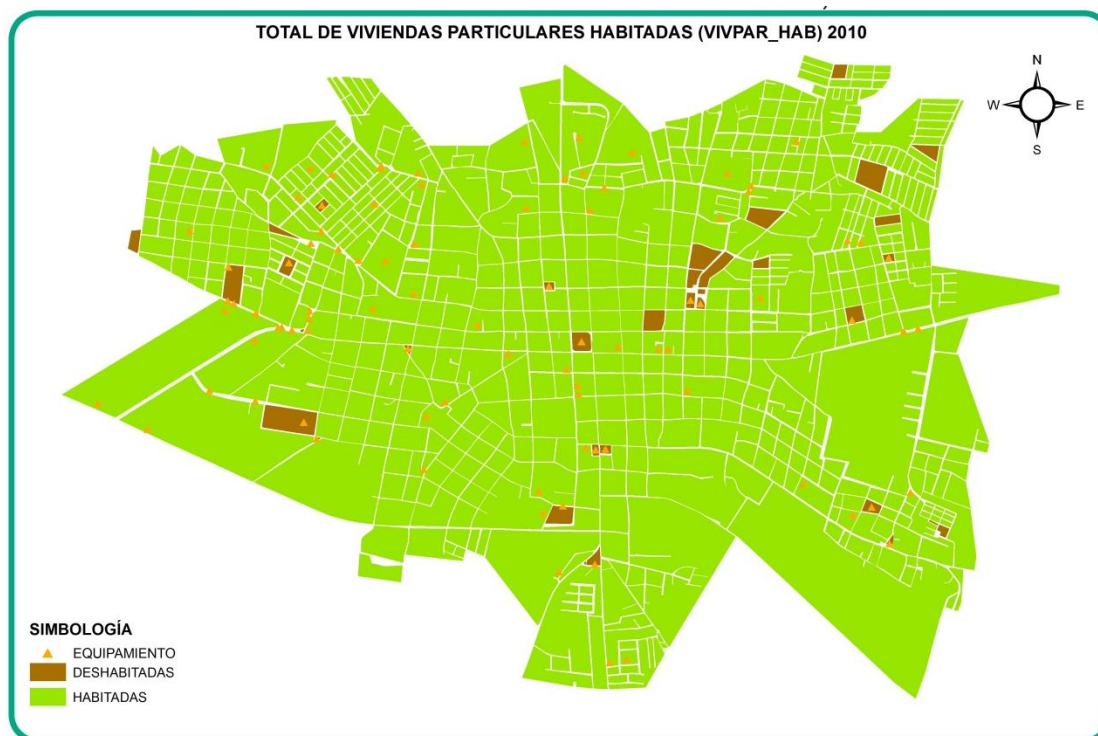 TOTAL DE VIVIENDAS PARTICULARES HABITADAS (VIVPAR_HAB) 2010
N
W E
S
SIMBOLOGÍA
EQUIPAMIENTO
DESHABITADAS
HABITADAS